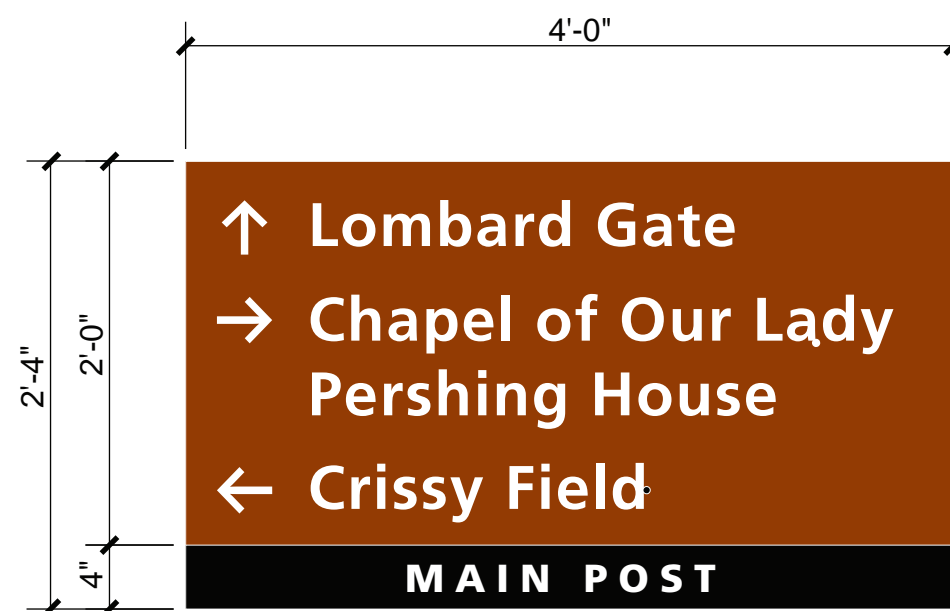 4'-0"
↑ Lombard Gate
→ Chapel of Our Lady
Pershing House
← Crissy Field
MAIN POST
2'-4"
2'-0"
4"